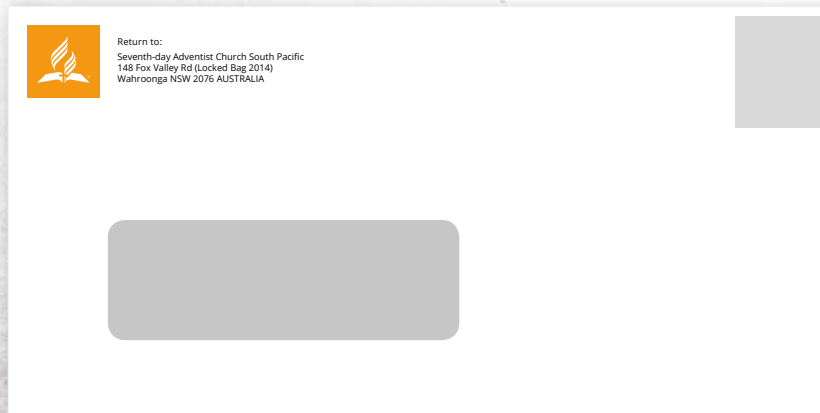 Return to:
Seventh-day Adventist Church South Pacific
148 Fox Valley Rd (Locked Bag 2014)
Wahroonga NSW 2076 AUSTRALIA